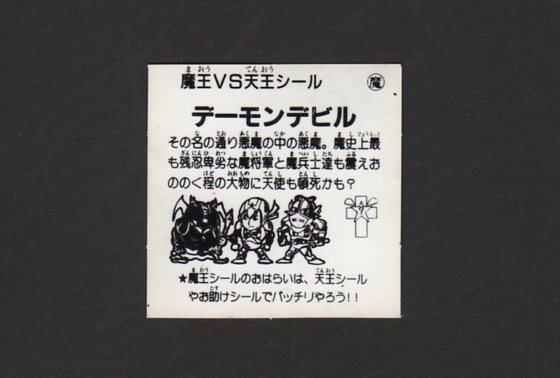 魔王VS天王シール
魔
デーモンデビル
その名の通り悪魔の中の悪魔。魔史上最
も残忍卑劣な魔将軍と魔兵士達も震えお
ののく程の大物に天使も頓死かも?
★魔王シールのおはらいは、天王シール
やお助けシールでバッチリやろう!!